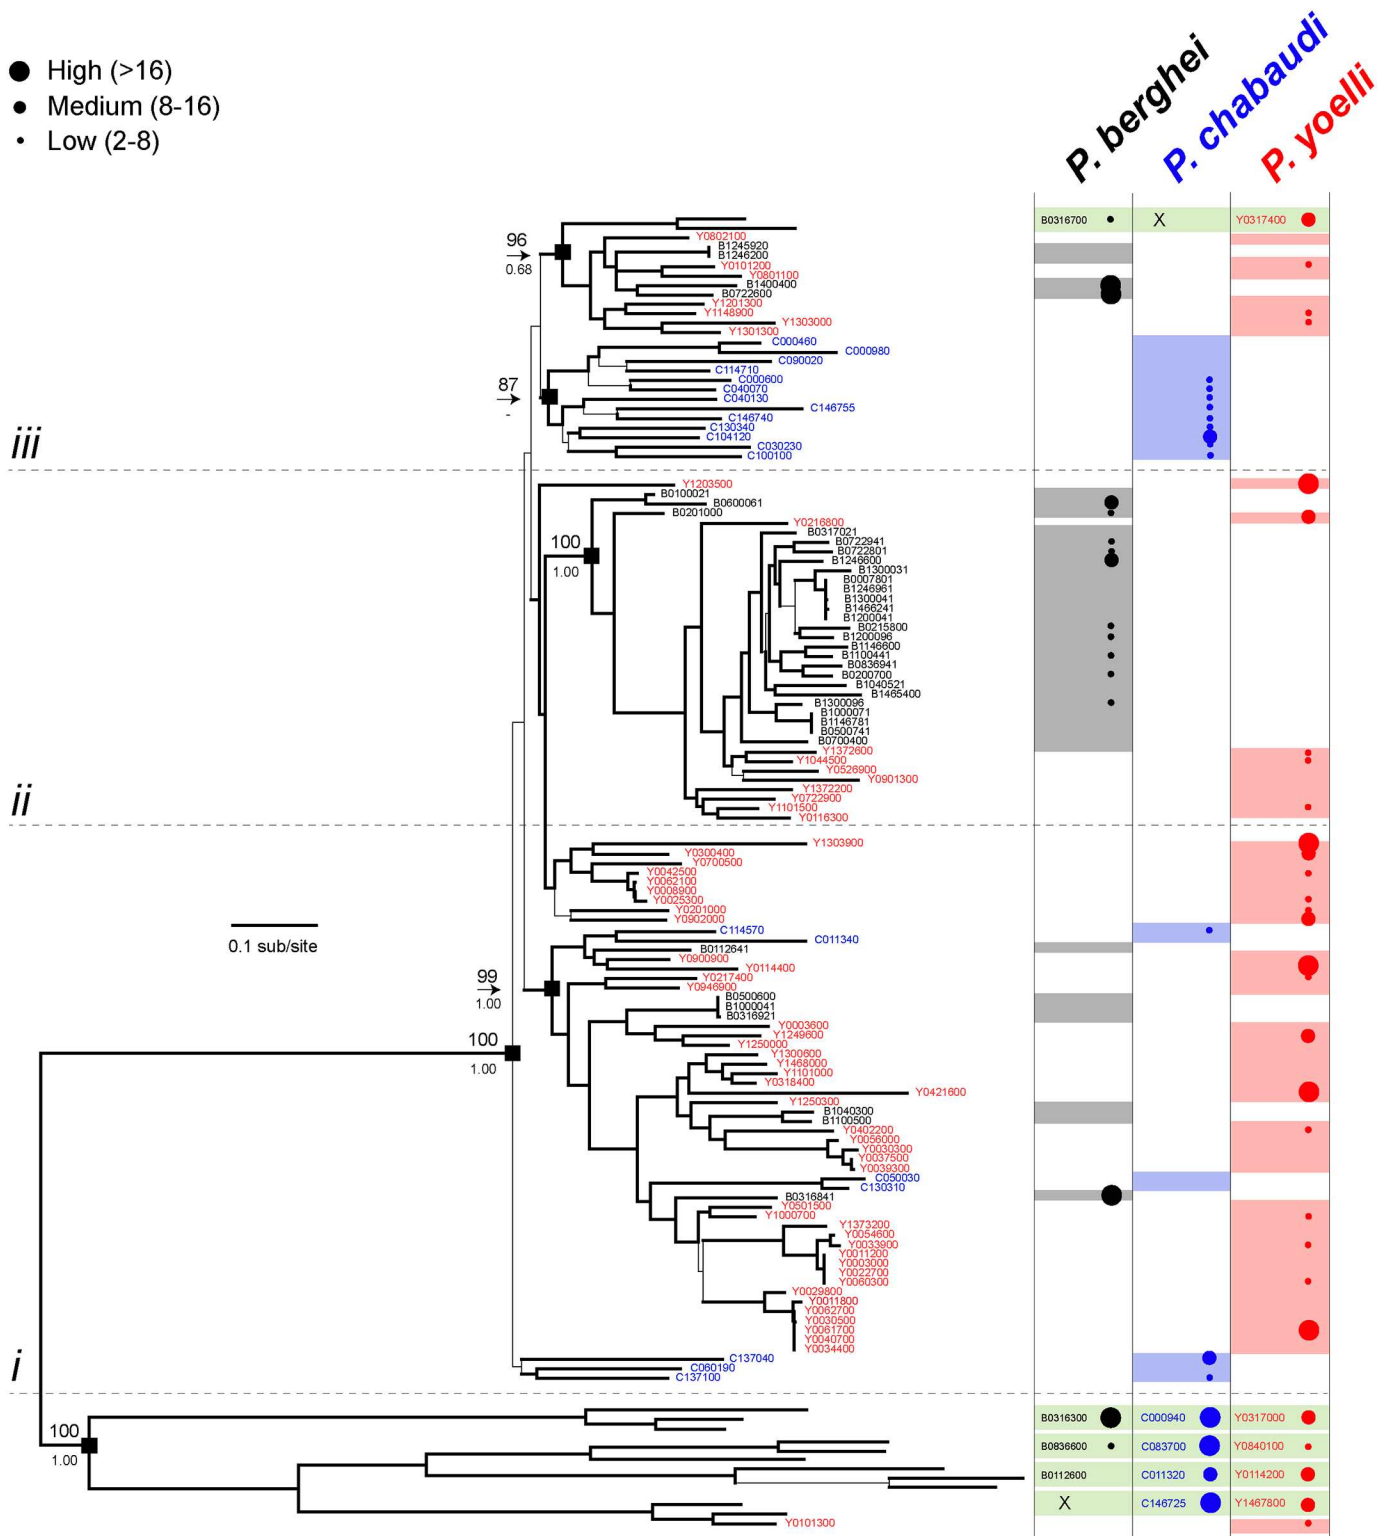 High (>16)
Medium (8-16)
Low (2-8)
P. berghei
P. chabaudi
P. yoelli
B0316700
X
Y0317400
96
0.68
Y0802100
B1245920
B1246200
Y0101200
Y0801100
B1400400
B0722600
Y1201300
Y1148900
Y1303000
Y1301300
C000460
C000980
C090020
C114710
C000600
C040070
87
-
C040130
C146755
C146740
C130340
C104120
C030230
C100100
iii
Y1203500
B0100021
B0600061
B0201000
Y0216800
B0317021
100
1.00
B0722941
B0722801
B1246600
B1300031
B0007801
B1246961
B1300041
B1466241
B1200041
B0215800
B1200096
B1146600
B1100441
B0836941
B0200700
B1040521
B1465400
B1300096
B1000071
B1146781
B0500741
B0700400
Y1372600
Y1044500
Y0526900
Y0901300
Y1372200
Y0722900
Y1101500
Y0116300
ii
Y1303900
Y0300400
Y0700500
Y0042500
Y0062100
Y0008900
Y0025300
Y0201000
Y0902000
0.1 sub/site
C114570
C011340
B0112641
Y0900900
Y0114400
99
1.00
Y0217400
Y0946900
B0500600
B1000041
B0316921
Y0003600
Y1249600
Y1250000
100
1.00
Y1300600
Y1468000
Y1101000
Y0318400
Y0421600
Y1250300
B1040300
B1100500
Y0402200
Y0056000
Y0030300
Y0037500
Y0039300
C050030
C130310
B0316841
Y0501500
Y1000700
Y1373200
Y0054600
Y0033900
Y0011200
Y0003000
Y0022700
Y0060300
Y0029800
Y0011800
Y0062700
Y0030500
Y0061700
Y0040700
Y0034400
C137040
C060190
C137100
i
100
1.00
B0316300
C000940
Y0317000
B0836600
C083700
Y0840100
B0112600
C011320
Y0114200
X
C146725
Y1467800
Y0101300